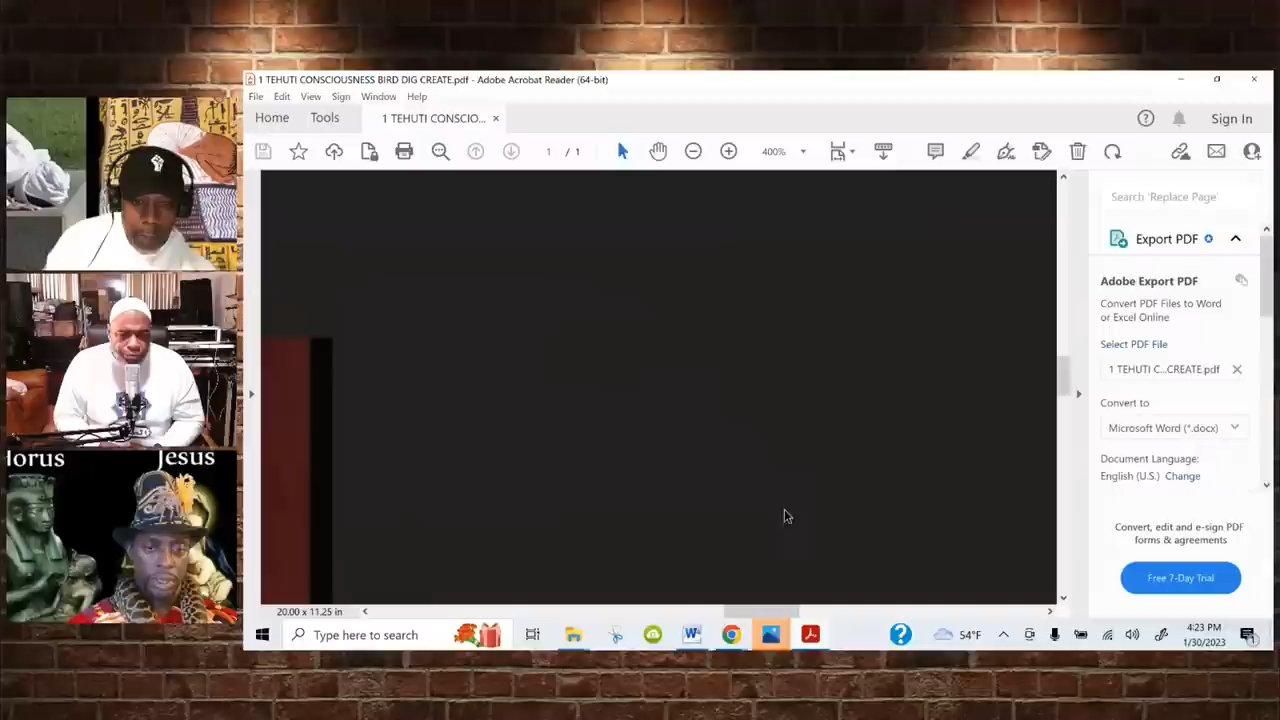 1 TEHUTI CONSCIOUSNESS BIRD DIG CREATE.pdf - Adobe Acrobat Reader (64-bit)
File Edit View Sign Window Help
Home Tools 1 TEHUTI CONSCIO... × Sign In
1 / 1 400%
Search 'Replace Page'
Export PDF
Adobe Export PDF
Convert PDF Files to Word
or Excel Online
Select PDF File
1 TEHUTI C...CREATE.pdf
Convert to
Microsoft Word (*.docx)
Document Language:
English (U.S.) Change
Convert, edit and e-sign PDF
forms & agreements
Free 7-Day Trial
20.00 x 11.25 in
Type here to search
54°F
4:23 PM
1/30/2023
Jesus